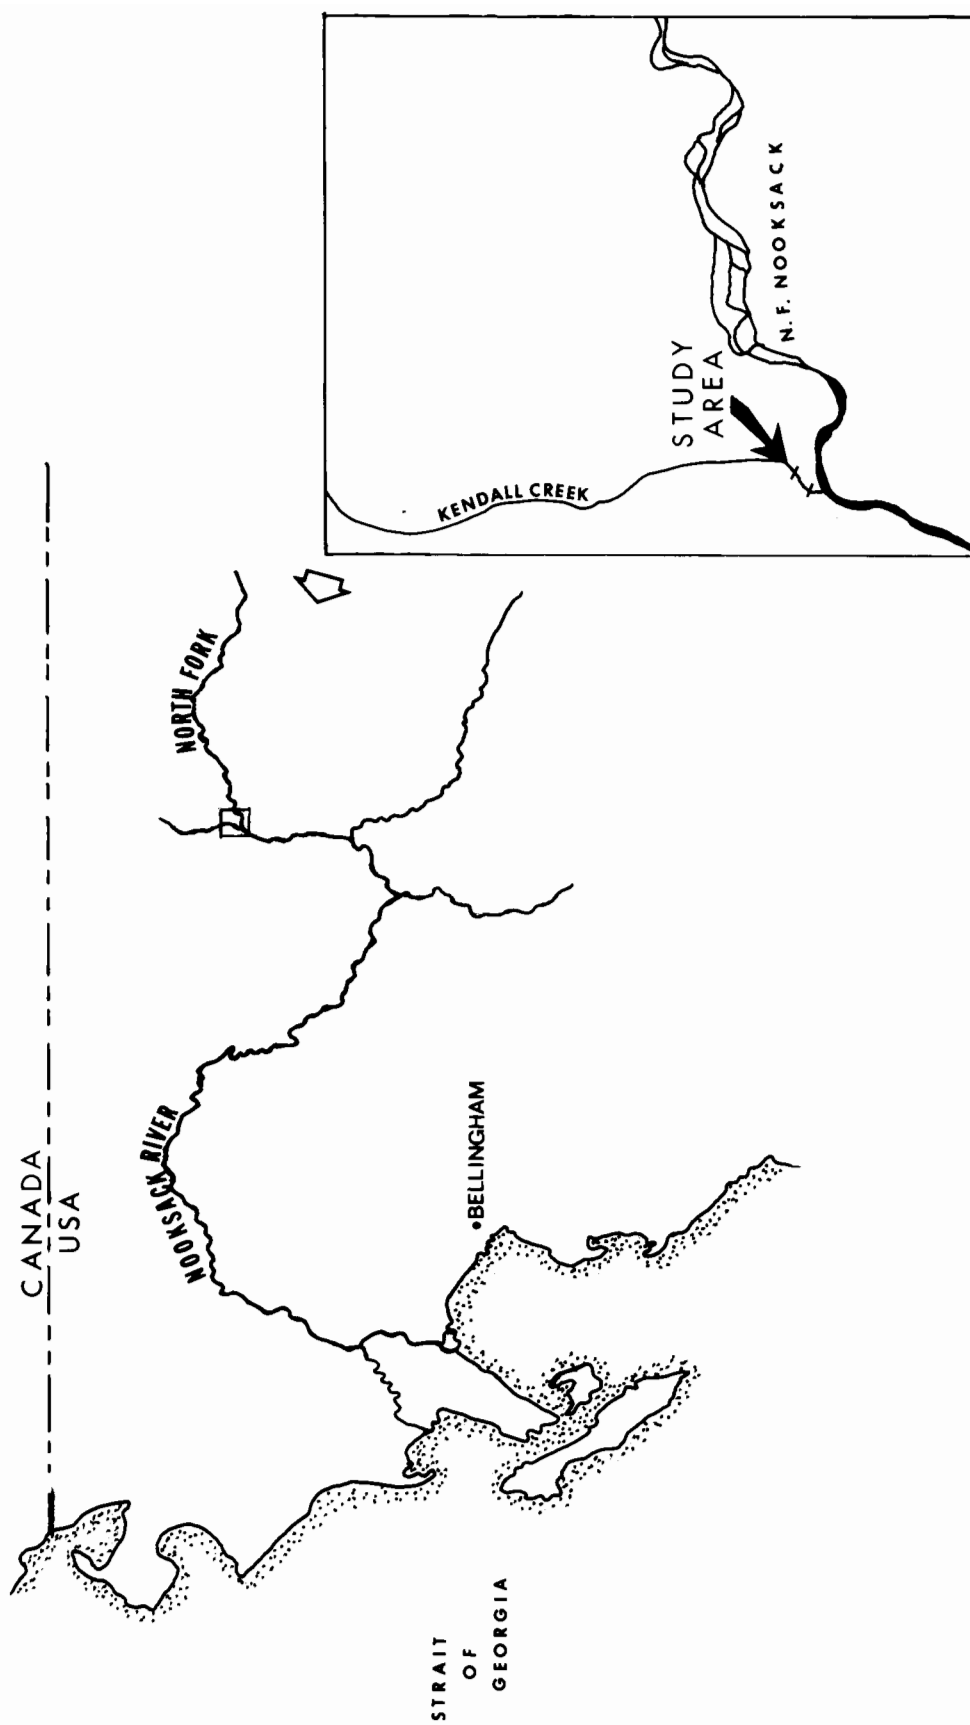 CANADA
USA
NOOKSACK RIVER
NORTH FORK
•BELLINGHAM
STRAIT
OF
GEORGIA
KENDALL CREEK
STUDY
AREA
N. F. NOOKSACK